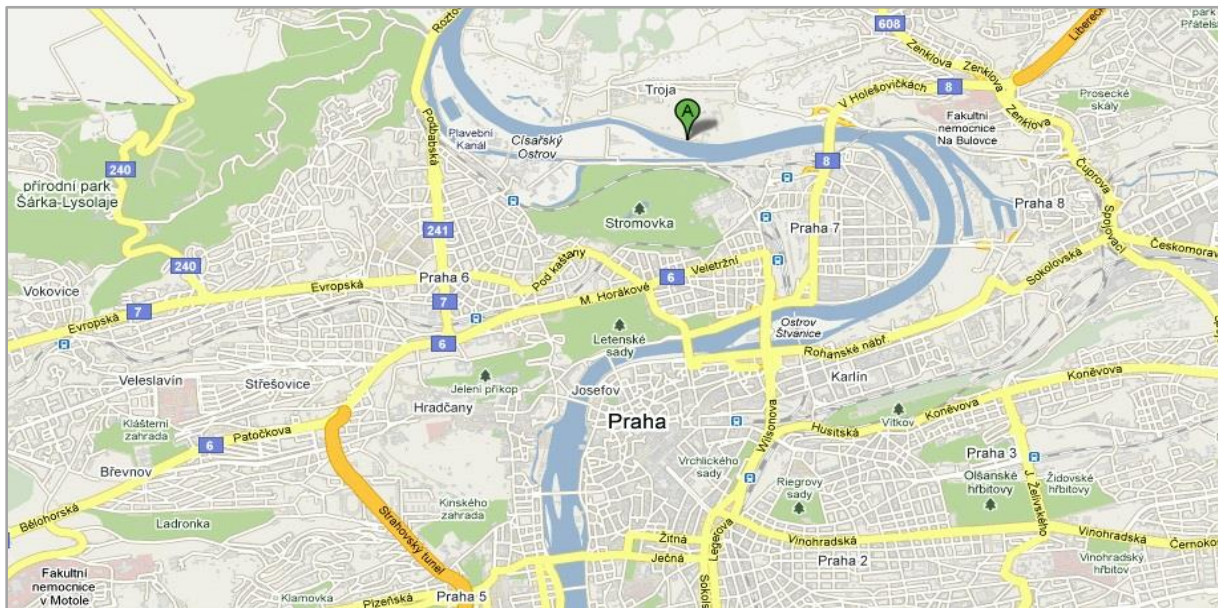 Liberec
park
Přátels
608
Zenklova
Zenklova
Rozto
Troja
A
V Holešovičkách
8
Prosecké
skály
Zenklova
Fakultní
nemocnice
Na Bulovce
Podbabská
Plavební
Kanál
Císařský
Ostrov
8
240
přírodní park
Šárka-Lysolaje
Čuprova
Praha 8
Spojovací
Stromovka
241
Praha 7
Českomorav
Pod kaštany
Veletržní
240
Praha 6
6
Sokolovská
Vokovice
Evropská
7
M. Horákové
7
Evropská
Ostrov
Štvanice
6
Letenské
sady
Rohanské nábř
Veleslavín
Střešovice
Jelení příkop
Josefov
Karlín
Koněvova
Hradčany
Klášterní
zahrada
Praha
Wilsonova
Vítkov
Koněvova
Husitská
6
Patočkova
Praha 3
Břevnov
Vrchlického
sady
Riegrovy
sady
Olšanské
hřbitovy
J. Želivského
Židovské
hřbitovy
Kinského
zahrada
Bělohorská
Ladronka
Strahovský tunel
Žitná
Legerova
Vinohradská
Vinohradská
Černoko
Ječná
Praha 2
Vinohradský
hřbitov
Fakultní
nemocnice
v Motole
Klamovka
Plzeňská
Praha 5
Sokols